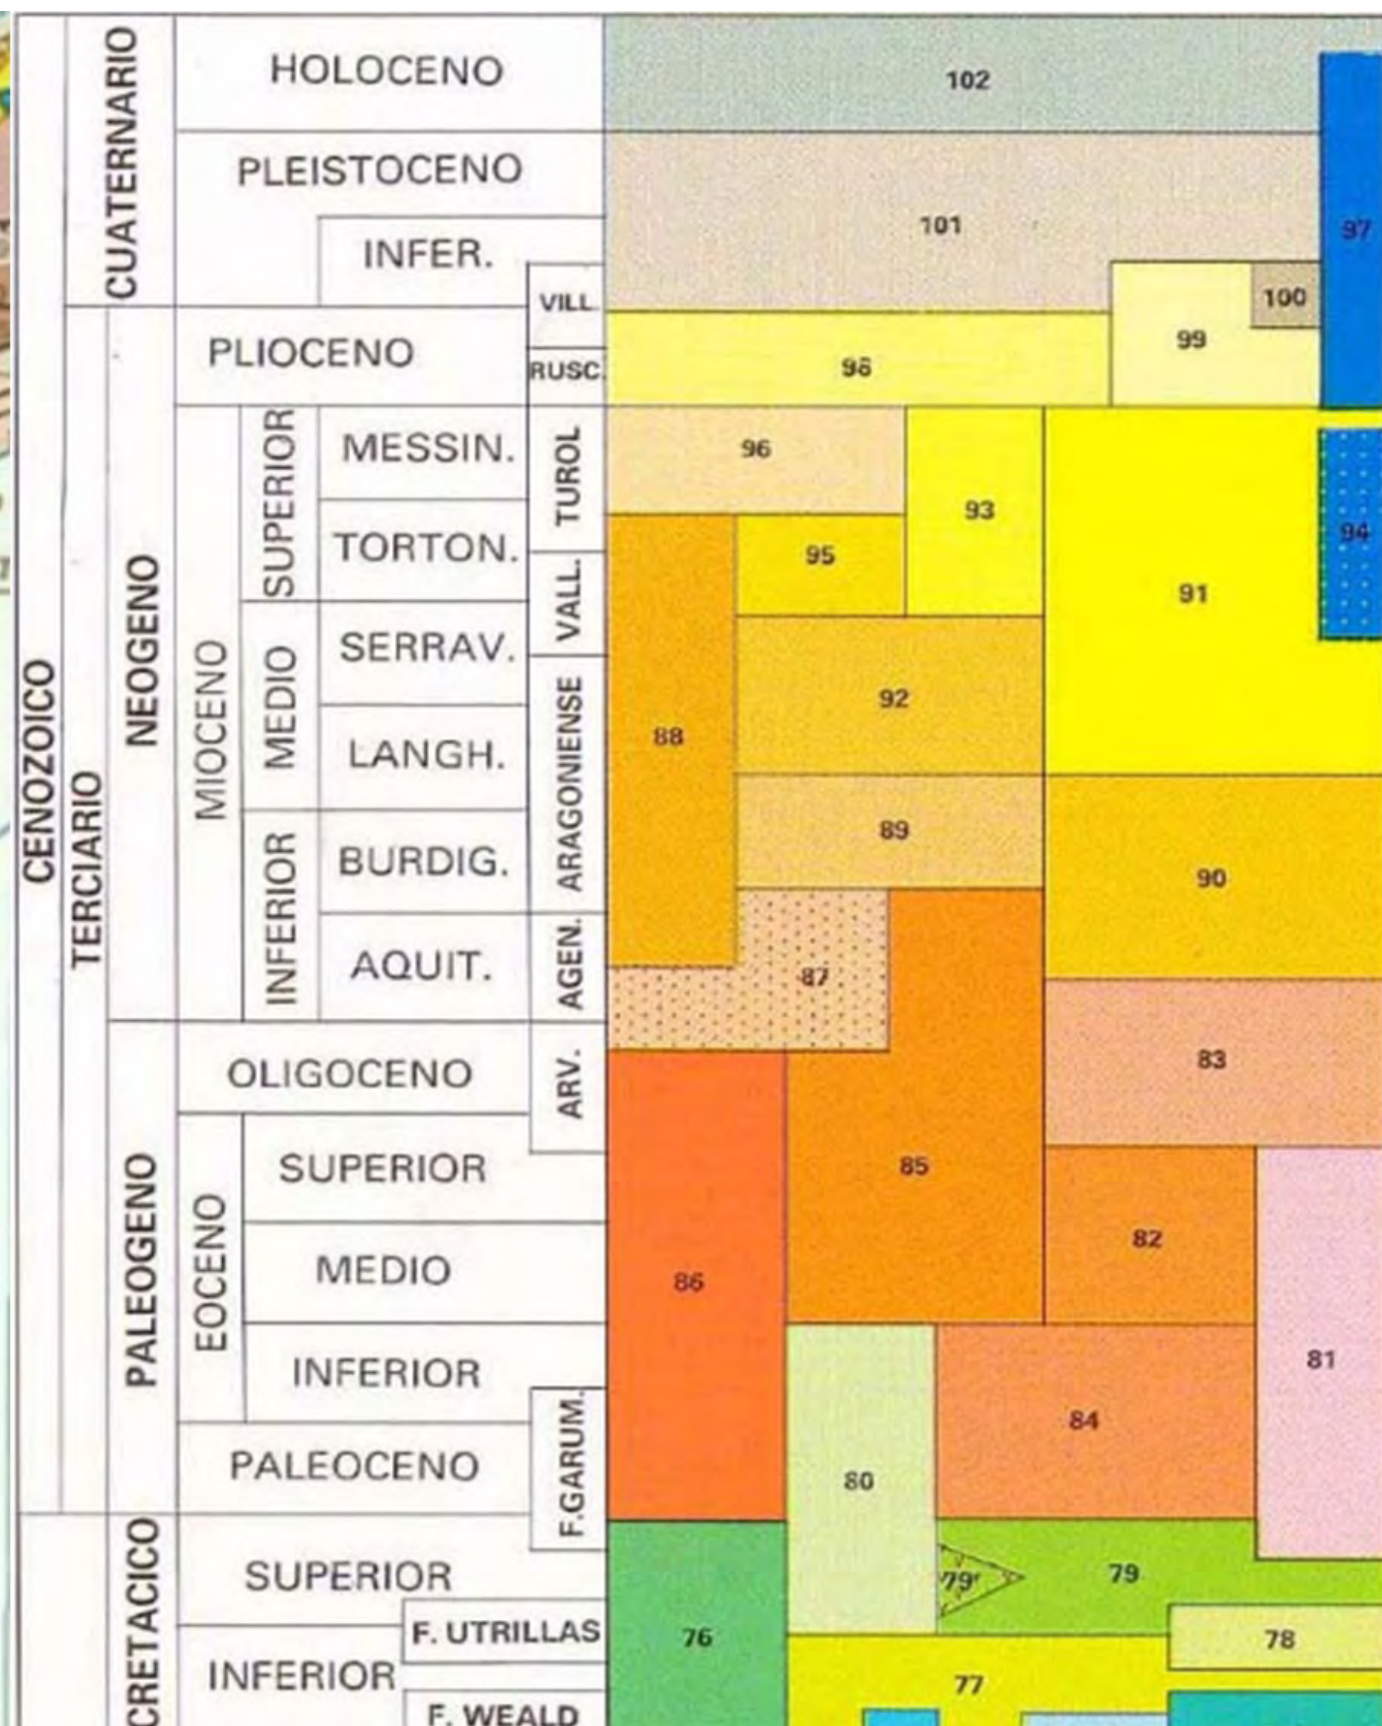 CENOZOICO
TERCIARIO
CUATERNARIO
HOLOCENO
102
PLEISTOCENO
101
97
INFER.
VILL.
100
99
NEOGENO
PLIOCENO
RUSC.
98
MIOCENO
SUPERIOR
MESSIN.
TUROL
96
93
TORTON.
VALL.
95
94
91
MEDIO
SERRAV.
92
88
LANGH.
ARAGONIENSE
89
INFERIOR
BURDIG.
90
AQUIT.
AGEN.
87
83
PALEOGENO
OLIGOCENO
ARV.
EOCENO
SUPERIOR
85
82
MEDIO
86
81
INFERIOR
84
PALEOCENO
F.GARUM.
80
CRETACICO
SUPERIOR
79'
79
F. UTRILLAS
76
78
INFERIOR
77
F. WEALD